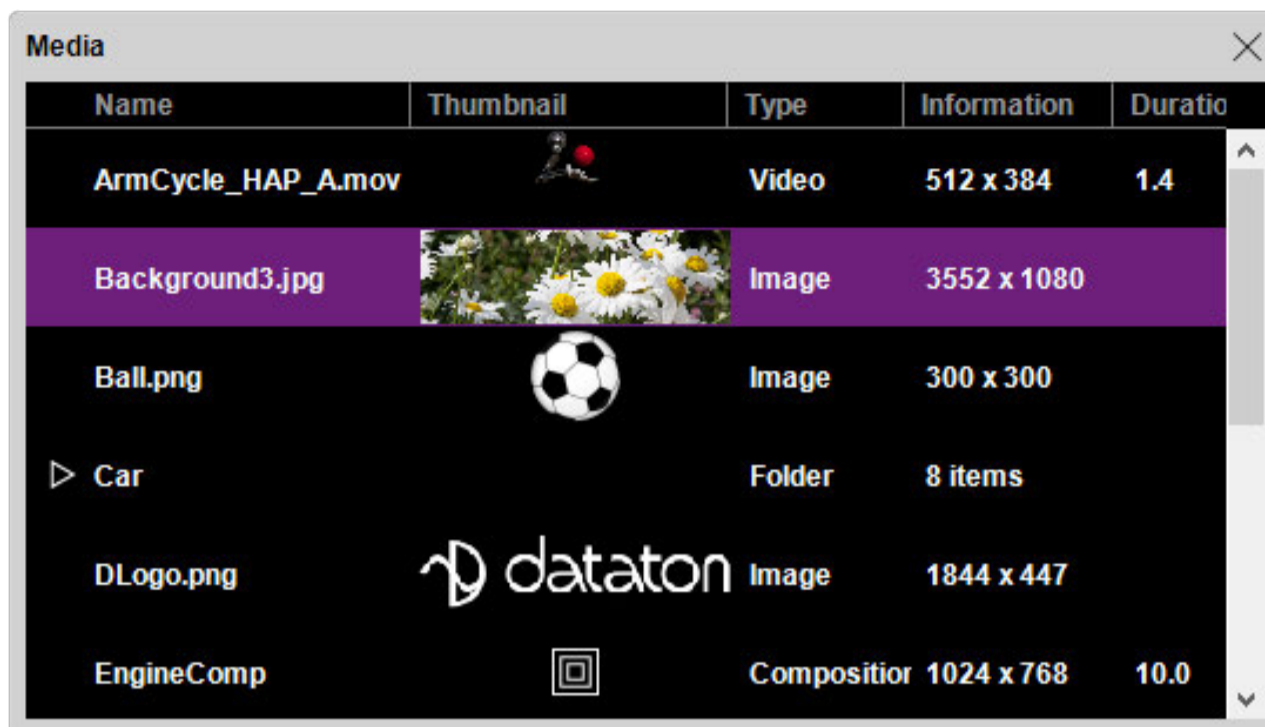 Media
Name Thumbnail Type Information Duratio
ArmCycle_HAP_A.mov Video 512 x 384 1.4
Background3.jpg Image 3552 x 1080
Ball.png Image 300 x 300
Car Folder 8 items
DLogo.png dataton Image 1844 x 447
EngineComp Composition 1024 x 768 10.0